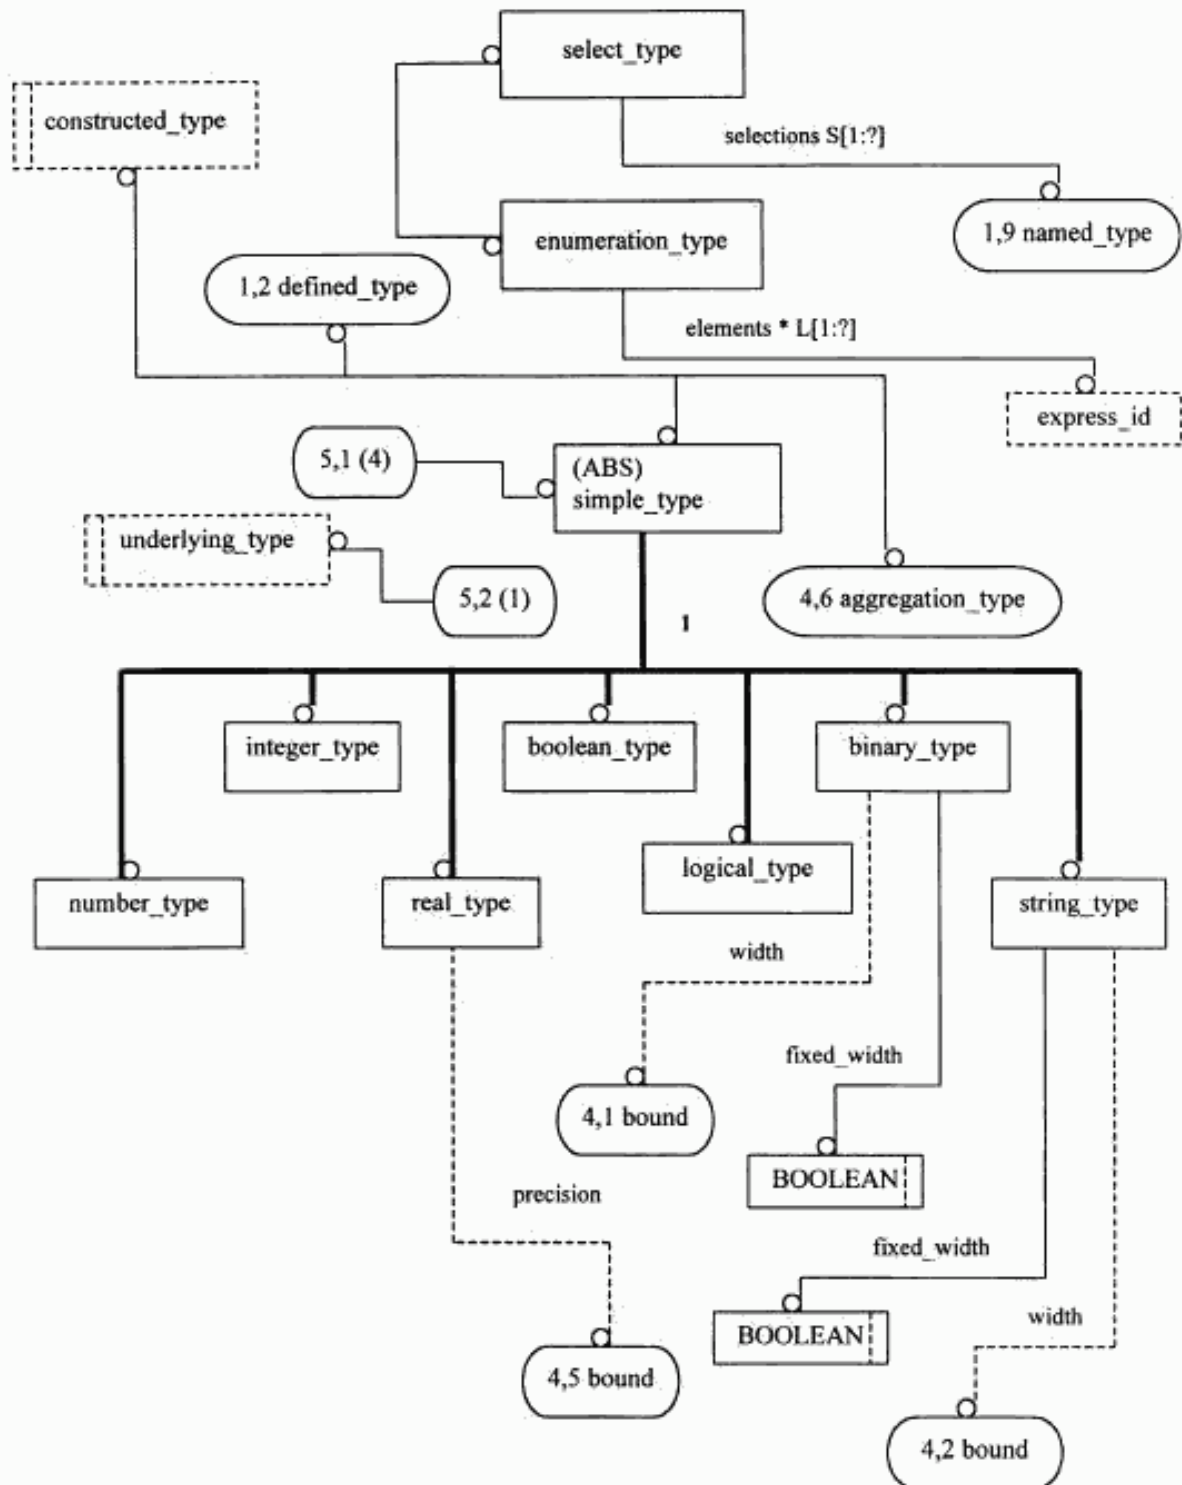 select_type
constructed_type
selections S[1:?]
1,9 named_type
enumeration_type
1,2 defined_type
elements * L[1:?]
express_id
5,1 (4)
(ABS)
simple_type
underlying_type
5,2 (1)
4,6 aggregation_type
1
integer_type
boolean_type
binary_type
logical_type
number_type
real_type
string_type
width
fixed_width
4,1 bound
BOOLEAN
precision
fixed_width
BOOLEAN
width
4,5 bound
4,2 bound